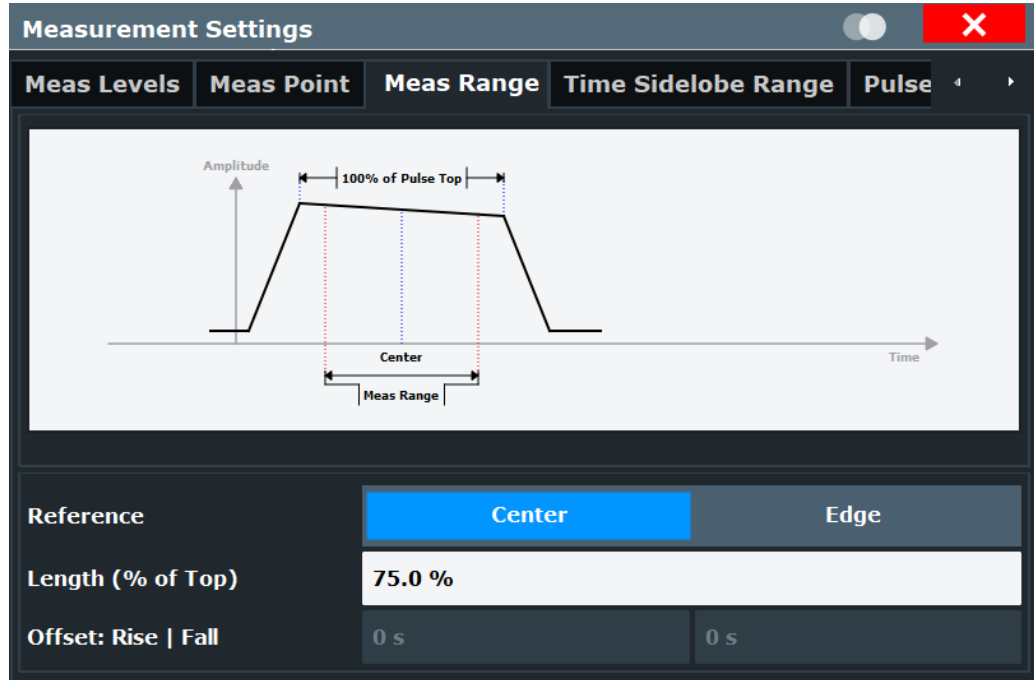 Measurement Settings
Meas Levels Meas Point Meas Range Time Sidelobe Range Pulse
Amplitude
100% of Pulse Top
Center
Time
Meas Range
Reference Center Edge
Length (% of Top) 75.0 %
Offset: Rise | Fall 0 s 0 s